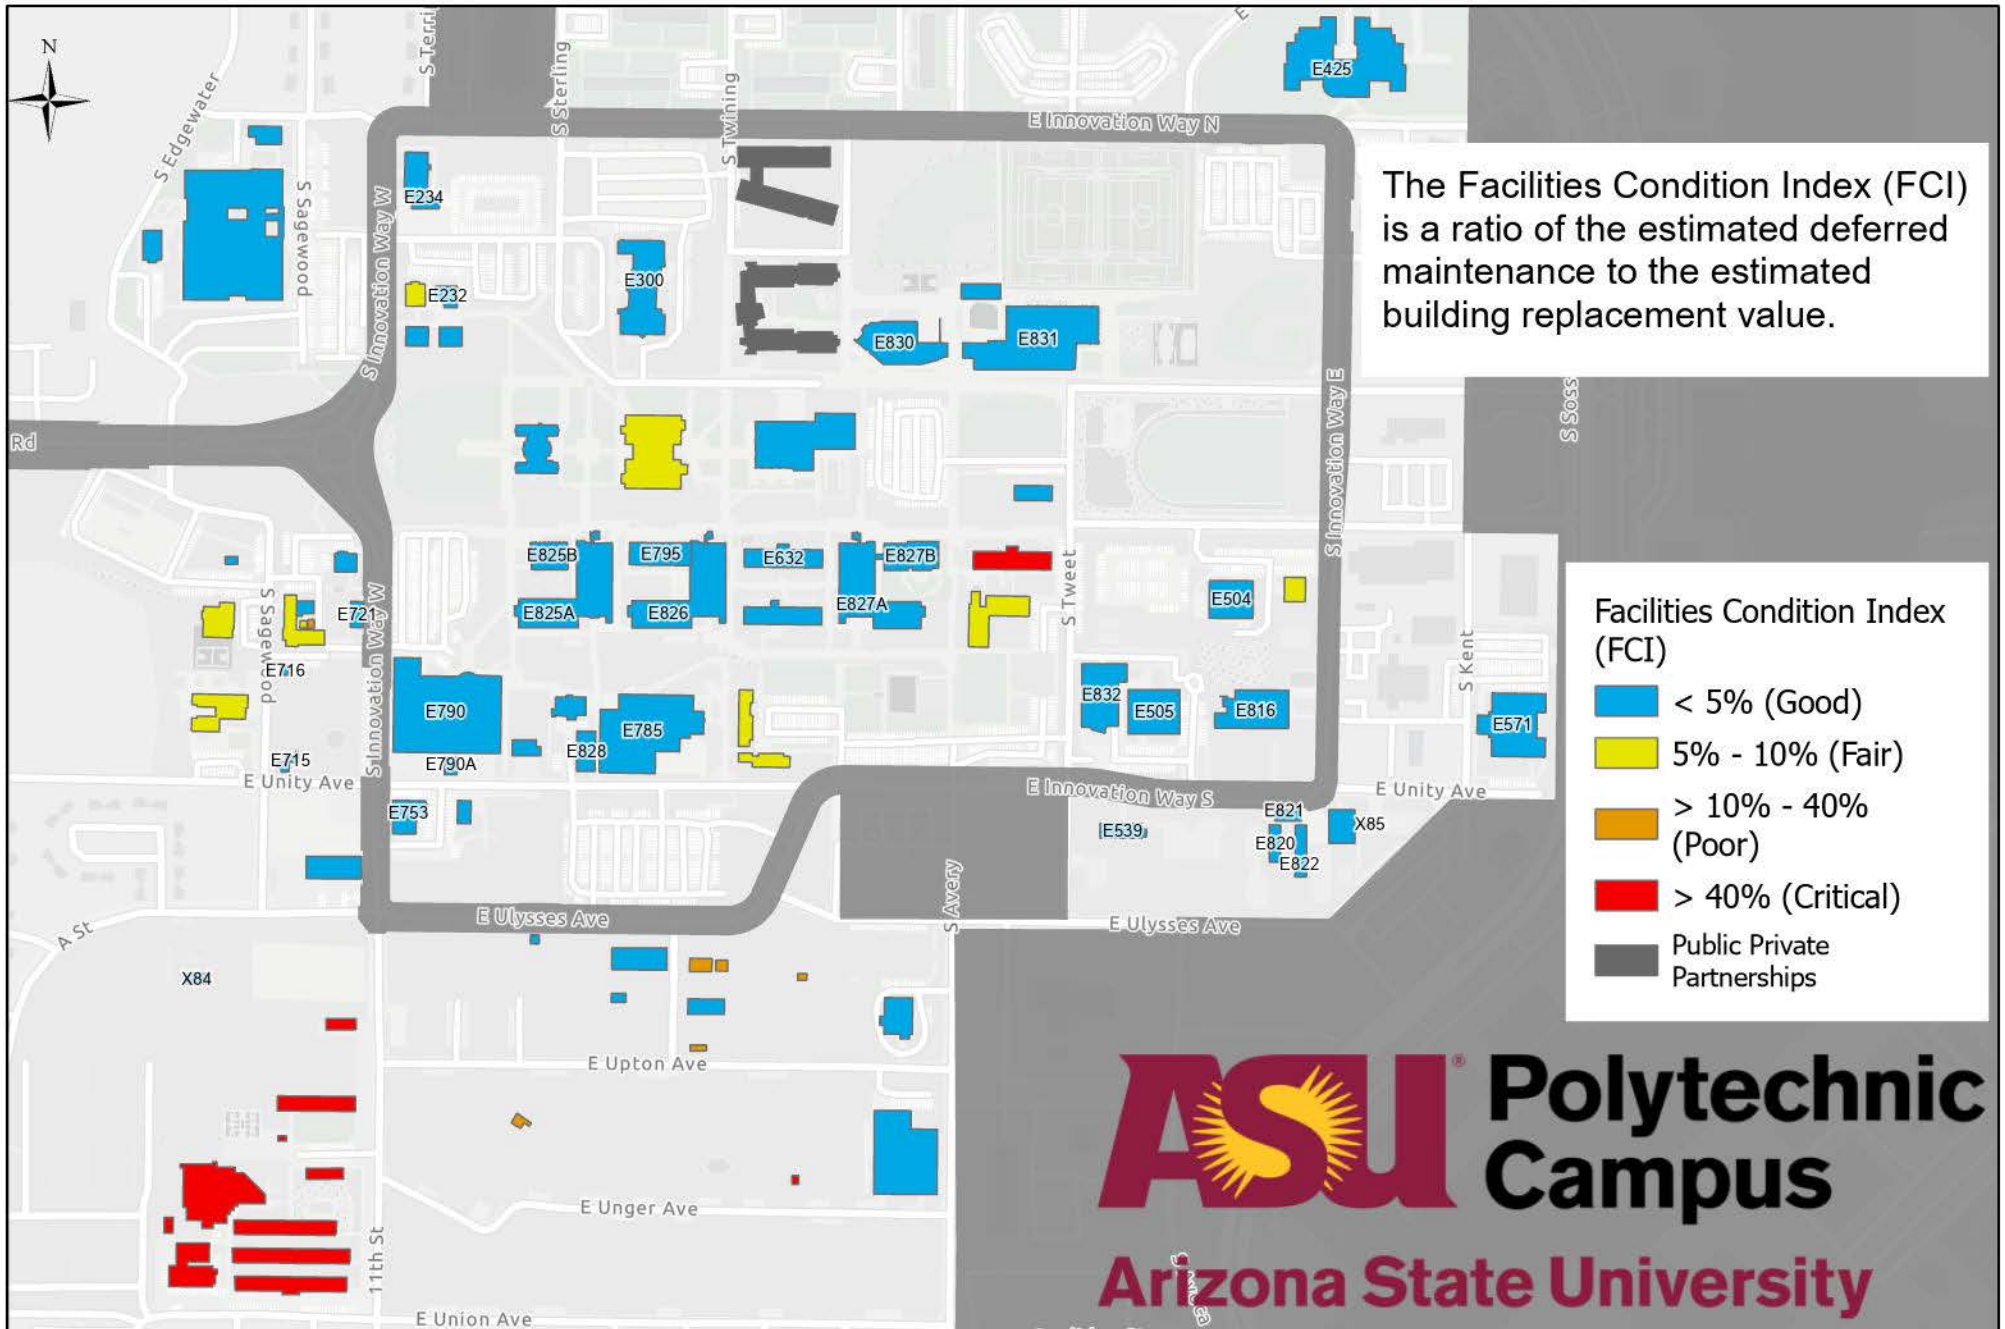 N
S Edgewater
S Terri
S Sterling
S Twining
E
E425
E Innovation Way N
S Sagewood
E234
S Innovation Way W
E300
E232
E830
E831
The Facilities Condition Index (FCI)
is a ratio of the estimated deferred
maintenance to the estimated
building replacement value.
Rd
S Innovation Way E
S Soss
E825B
E795
E632
E827B
E825A
E826
E827A
S Tweet
E504
E721
S Sagewood
E716
S Innovation Way W
E790
E785
E828
E790A
E715
E Unity Ave
E832
E505
E816
S Kent
E571
Facilities Condition Index
(FCI)
< 5% (Good)
5% - 10% (Fair)
> 10% - 40%
(Poor)
> 40% (Critical)
Public Private
Partnerships
E753
E Innovation Way S
E Unity Ave
E539
E821
E820
E822
X85
E Ulysses Ave
S Avery
E Ulysses Ave
A St
X84
E Upton Ave
E Unger Ave
11th St
E Union Ave
ASU®
Polytechnic
Campus
Arizona State University